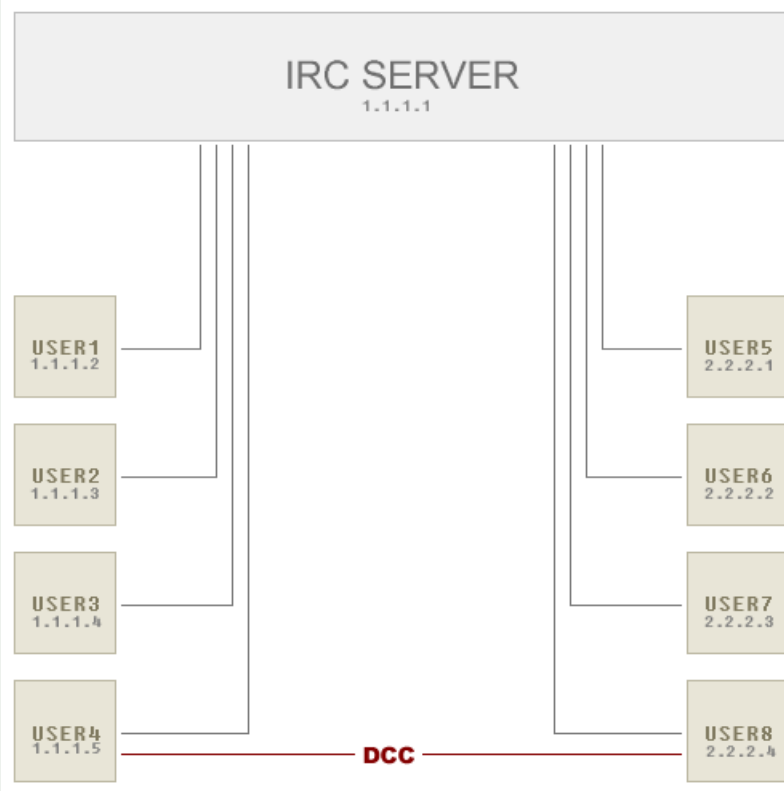 IRC SERVER
1.1.1.1
USER1
1.1.1.2
USER5
2.2.2.1
USER2
1.1.1.3
USER6
2.2.2.2
USER3
1.1.1.4
USER7
2.2.2.3
USER4
1.1.1.5
DCC
USER8
2.2.2.4